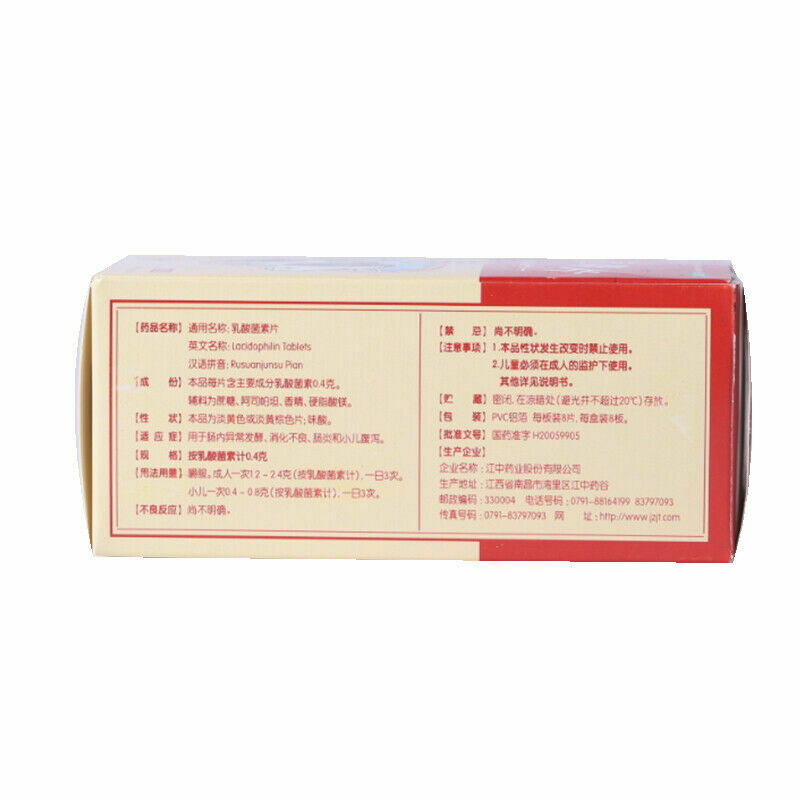 【药品名称】 通用名称: 乳酸菌素片
英文名称: Lacidophilin Tablets
汉语拼音: Rusuanjunsu Pian
【成 份】 本品每片含主要成分乳酸菌素0.4克。
辅料为蔗糖、阿司帕坦、香精、硬脂酸镁。
【性 状】 本品为淡黄色或淡黄棕色片; 味酸。
【适 应 症】 用于肠内异常发酵、消化不良、肠炎和小儿腹泻。
【规 格】 按乳酸菌素计0.4克
【用法用量】 嚼服。成人一次1.2－2.4克(按乳酸菌素计), 一日3次。
小儿一次0.4－0.8克(按乳酸菌素计), 一日3次。
【不良反应】 尚不明确。
【禁 忌】 尚不明确。
【注意事项】 1.本品性状发生改变时禁止使用。
2.儿童必须在成人的监护下使用。
其他详见说明书。
【贮 藏】 密闭, 在凉暗处(避光并不超过20℃)存放。
【包 装】 PVC铝箔 每板装8片, 每盒装8板。
【批准文号】 国药准字 H20059905
【生产企业】
企业名称: 江中药业股份有限公司
生产地址: 江西省南昌市湾里区江中药谷
邮政编码: 330004 电话号码: 0791-88164199 83797093
传真号码: 0791-83797093 网 址: http://www.jzjt.com